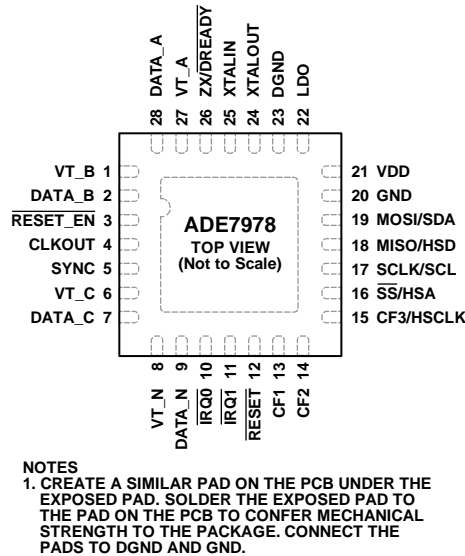 28 DATA_A
27 VT_A
26 ZX/DREADY
25 XTALIN
24 XTALOUT
23 DGND
22 LDO
VT_B 1
DATA_B 2
RESET_EN 3
CLKOUT 4
SYNC 5
VT_C 6
DATA_C 7
ADE7978
TOP VIEW
(Not to Scale)
21 VDD
20 GND
19 MOSI/SDA
18 MISO/HSD
17 SCLK/SCL
16 SS/HSA
15 CF3/HSCLK
VT_N 8
DATA_N 9
IRQ0 10
IRQ1 11
RESET 12
CF1 13
CF2 14
NOTES
1. CREATE A SIMILAR PAD ON THE PCB UNDER THE
EXPOSED PAD. SOLDER THE EXPOSED PAD TO
THE PAD ON THE PCB TO CONFER MECHANICAL
STRENGTH TO THE PACKAGE. CONNECT THE
PADS TO DGND AND GND.